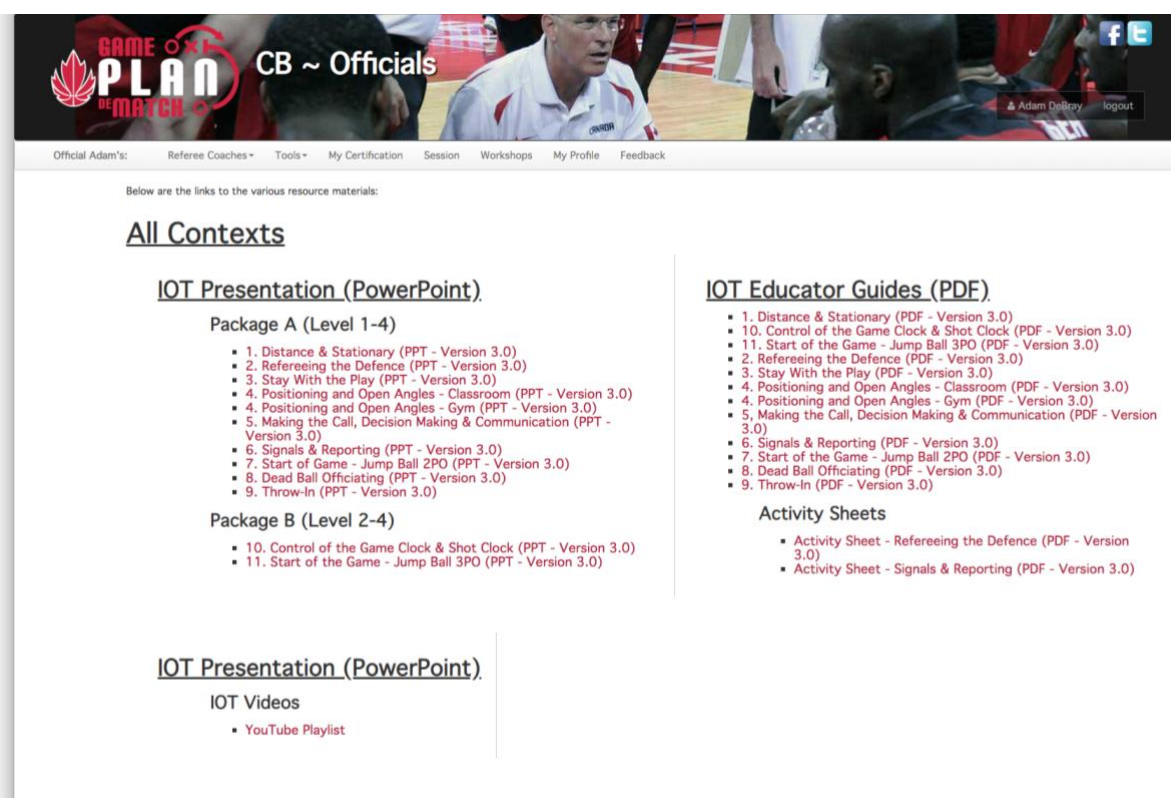 GAME
PLAN
DE MATCH
CB ~ Officials
CANADA
Adam DeBray logout
Official Adam's: Referee Coaches Tools My Certification Session Workshops My Profile Feedback
Below are the links to the various resource materials:
All Contexts
IOT Presentation (PowerPoint)
Package A (Level 1-4)
1. Distance & Stationary (PPT - Version 3.0)
2. Refereeing the Defence (PPT - Version 3.0)
3. Stay With the Play (PPT - Version 3.0)
4. Positioning and Open Angles - Classroom (PPT - Version 3.0)
4. Positioning and Open Angles - Gym (PPT - Version 3.0)
5. Making the Call, Decision Making & Communication (PPT -
Version 3.0)
6. Signals & Reporting (PPT - Version 3.0)
7. Start of Game - Jump Ball 2PO (PPT - Version 3.0)
8. Dead Ball Officiating (PPT - Version 3.0)
9. Throw-In (PPT - Version 3.0)
Package B (Level 2-4)
10. Control of the Game Clock & Shot Clock (PPT - Version 3.0)
11. Start of the Game - Jump Ball 3PO (PPT - Version 3.0)
IOT Educator Guides (PDF)
1. Distance & Stationary (PDF - Version 3.0)
10. Control of the Game Clock & Shot Clock (PDF - Version 3.0)
11. Start of the Game - Jump Ball 3PO (PDF - Version 3.0)
2. Refereeing the Defence (PDF - Version 3.0)
3. Stay With the Play (PDF - Version 3.0)
4. Positioning and Open Angles - Classroom (PDF - Version 3.0)
4. Positioning and Open Angles - Gym (PDF - Version 3.0)
5, Making the Call, Decision Making & Communication (PDF - Version
3.0)
6. Signals & Reporting (PDF - Version 3.0)
7. Start of Game - Jump Ball 2PO (PDF - Version 3.0)
8. Dead Ball Officiating (PDF - Version 3.0)
9. Throw-In (PDF - Version 3.0)
Activity Sheets
Activity Sheet - Refereeing the Defence (PDF - Version
3.0)
Activity Sheet - Signals & Reporting (PDF - Version 3.0)
IOT Presentation (PowerPoint)
IOT Videos
YouTube Playlist